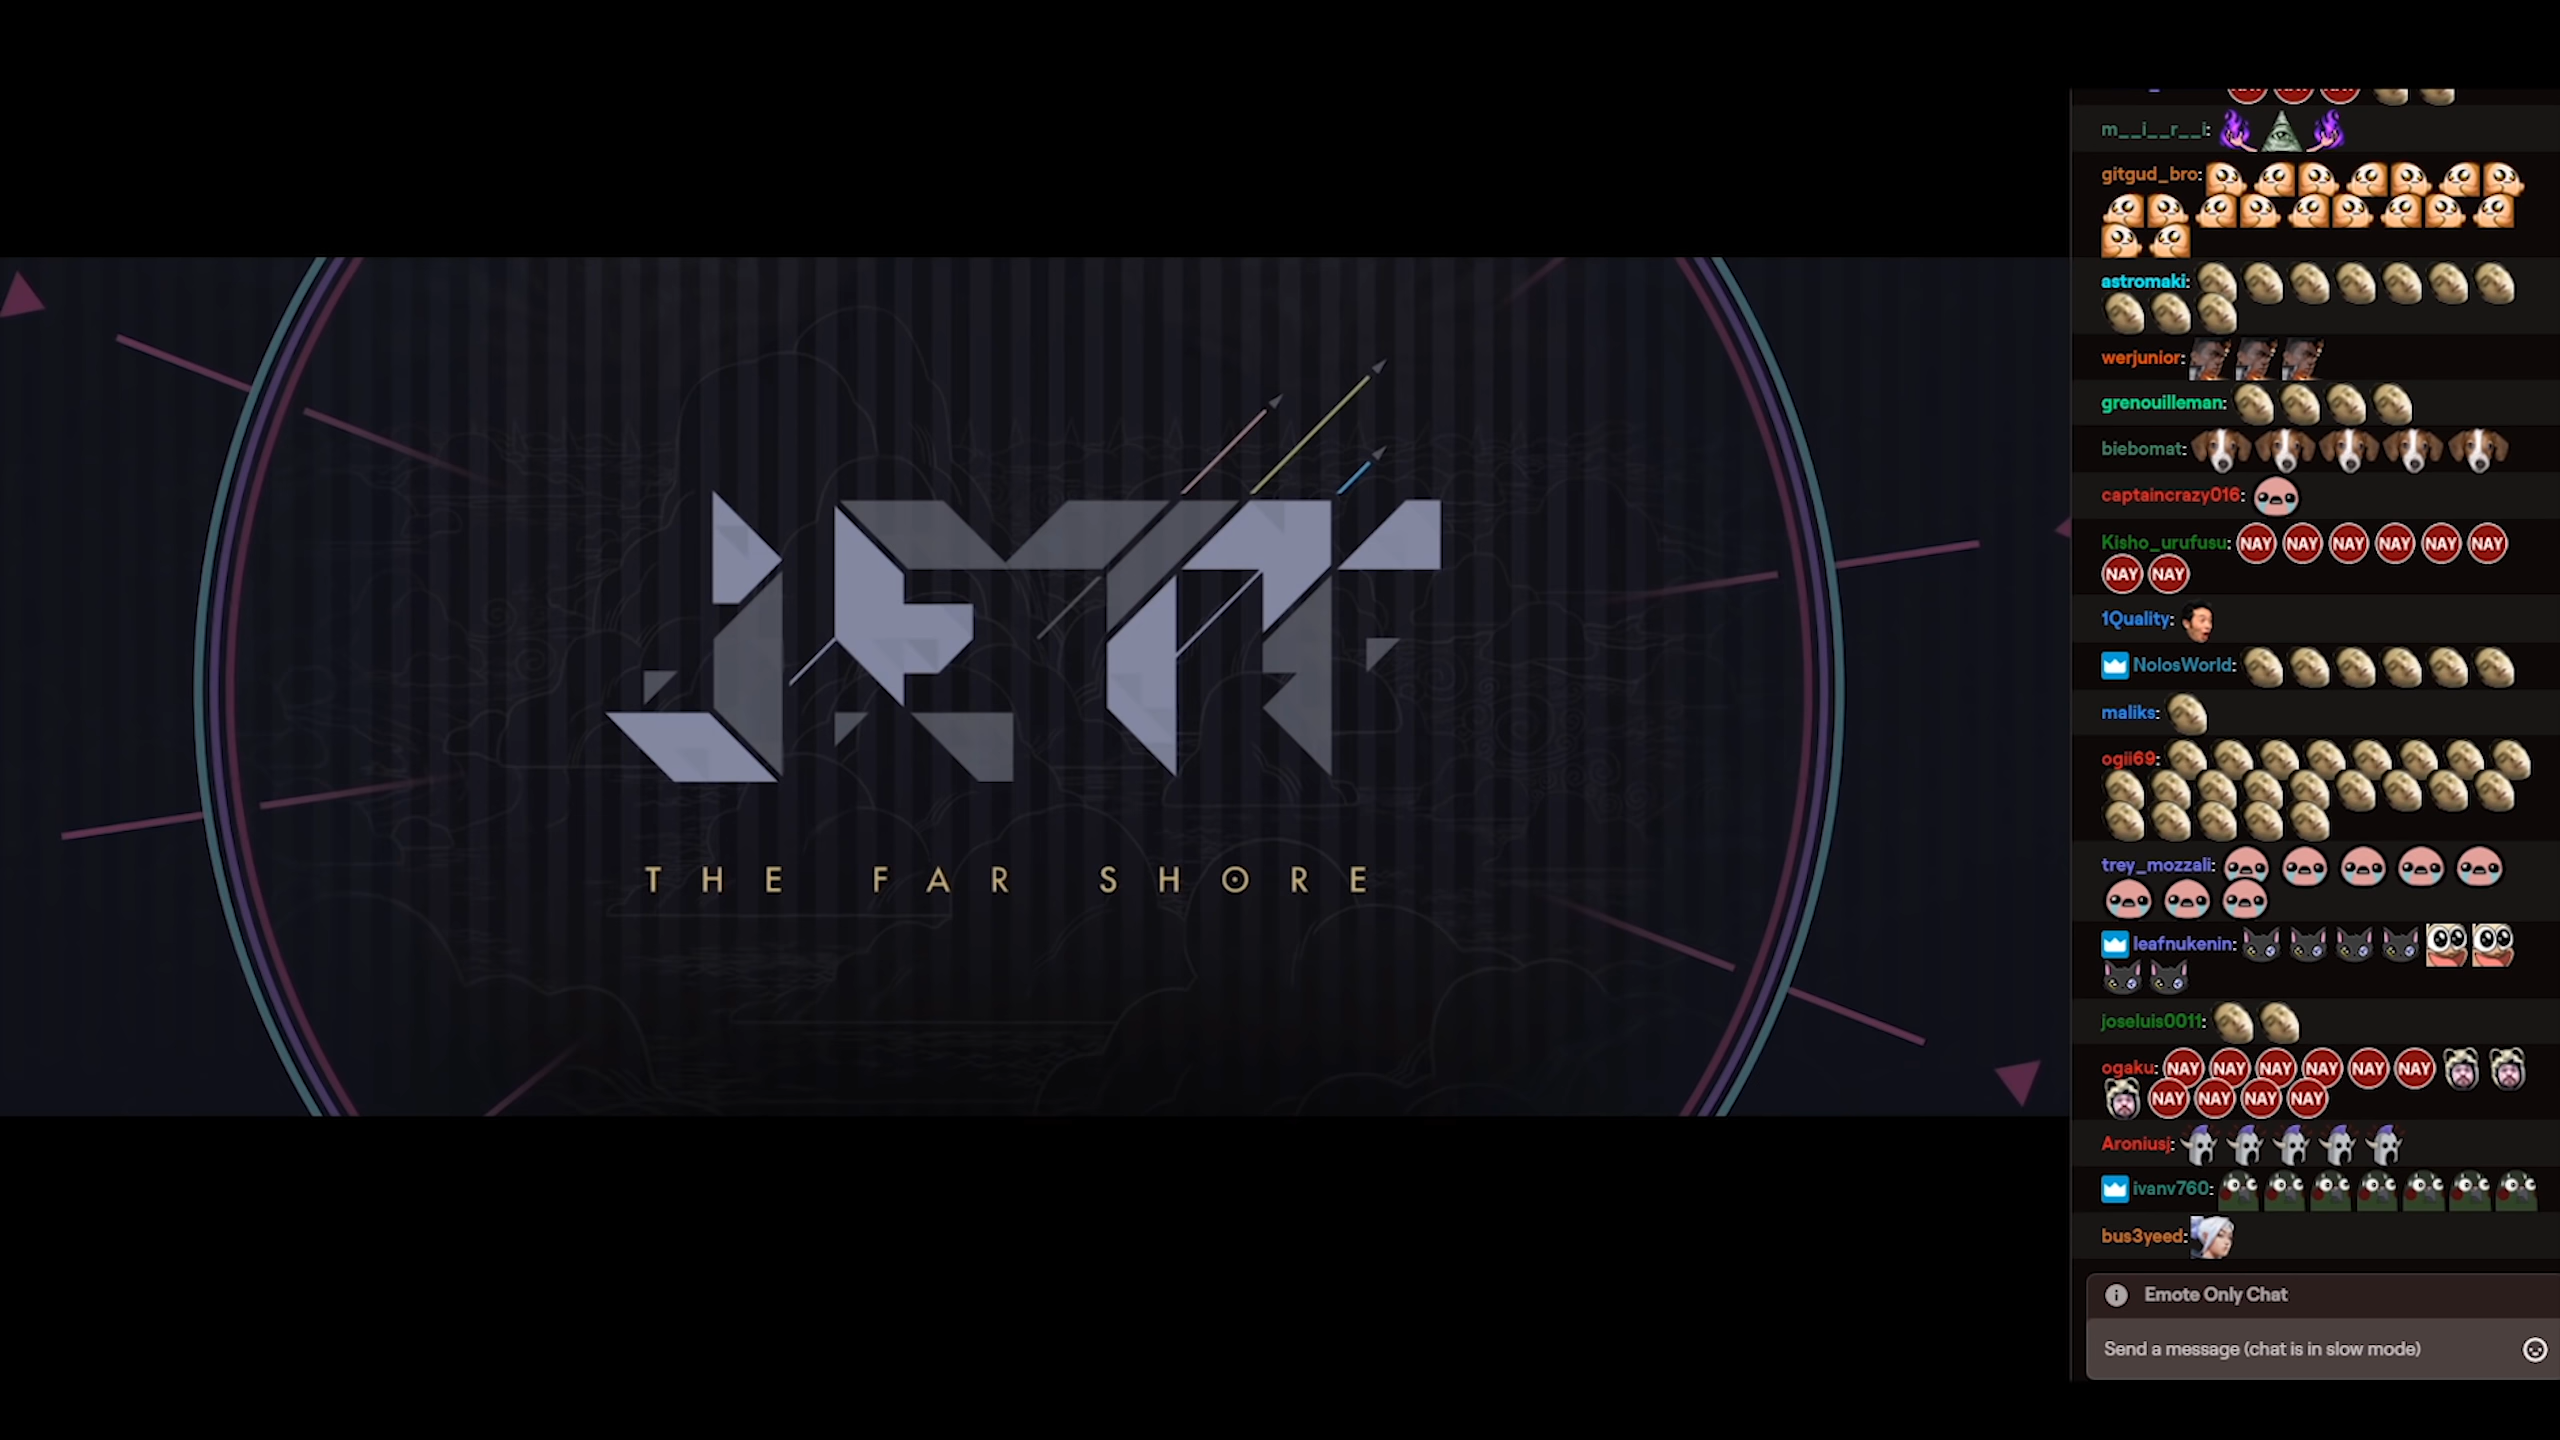 JETT
THE FAR SHORE
m__i__r__i:
gitgud_bro:
astromaki:
werjunior:
grenouilleman:
biebomat:
captaincrazy016:
Kisho_urufusu: NAY NAY NAY NAY NAY NAY
NAY NAY
1Quality:
NolosWorld:
maliks:
ogii69:
trey_mozzali:
leafnukenin:
joseluis0011:
ogaku: NAY NAY NAY NAY NAY NAY
NAY NAY NAY NAY
Aroniusj:
ivanv760:
bus3yeed:
Emote Only Chat
Send a message (chat is in slow mode)